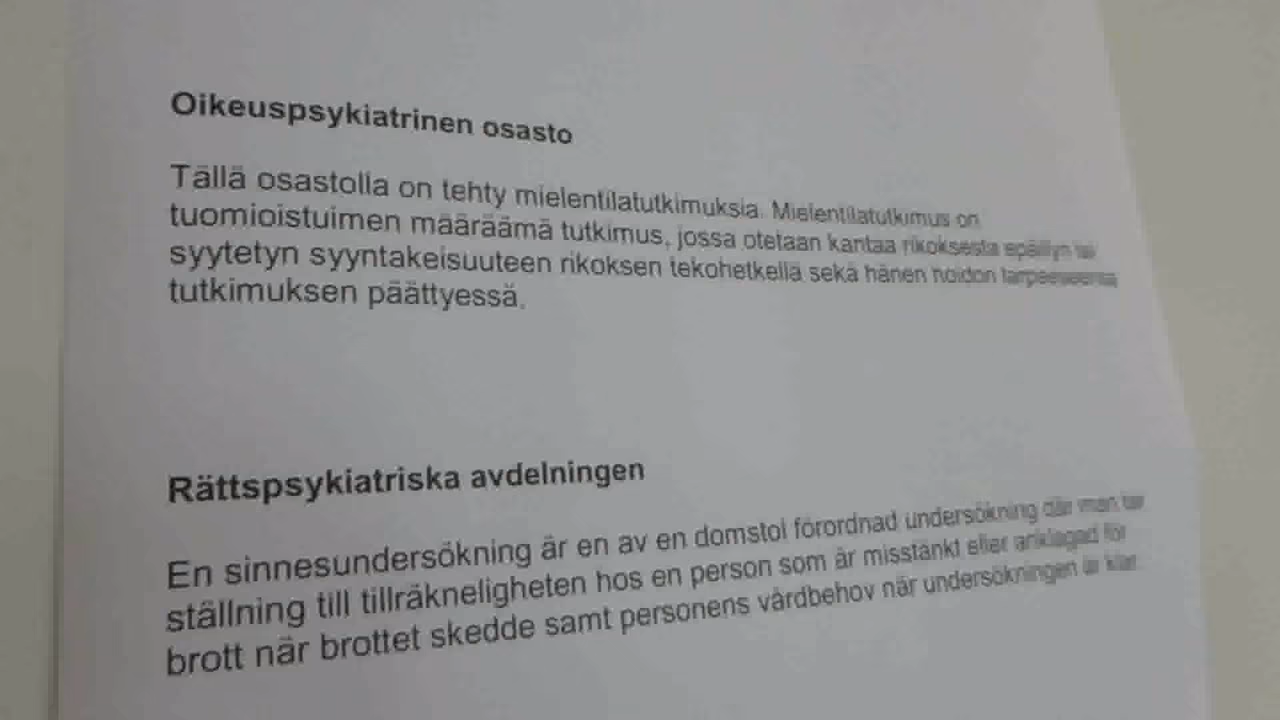 Oikeuspsykiatrinen osasto
Tällä osastolla on tehty mielentilatutkimuksia. Mielentilatutkimus on
tuomioistuimen määräämä tutkimus, jossa otetaan kantaa rikoksesta epäillyn tai
syytetyn syyntakeisuuteen rikoksen tekohetkellä sekä hänen hoidon tarpeeseensa
tutkimuksen päättyessä.
Rättspsykiatriska avdelningen
En sinnesundersökning är en av en domstol förordnad undersökning där man tar
ställning till tillräkneligheten hos en person som är misstänkt eller anklagad för
brott när brottet skedde samt personens vårdbehov när undersökningen är klar.